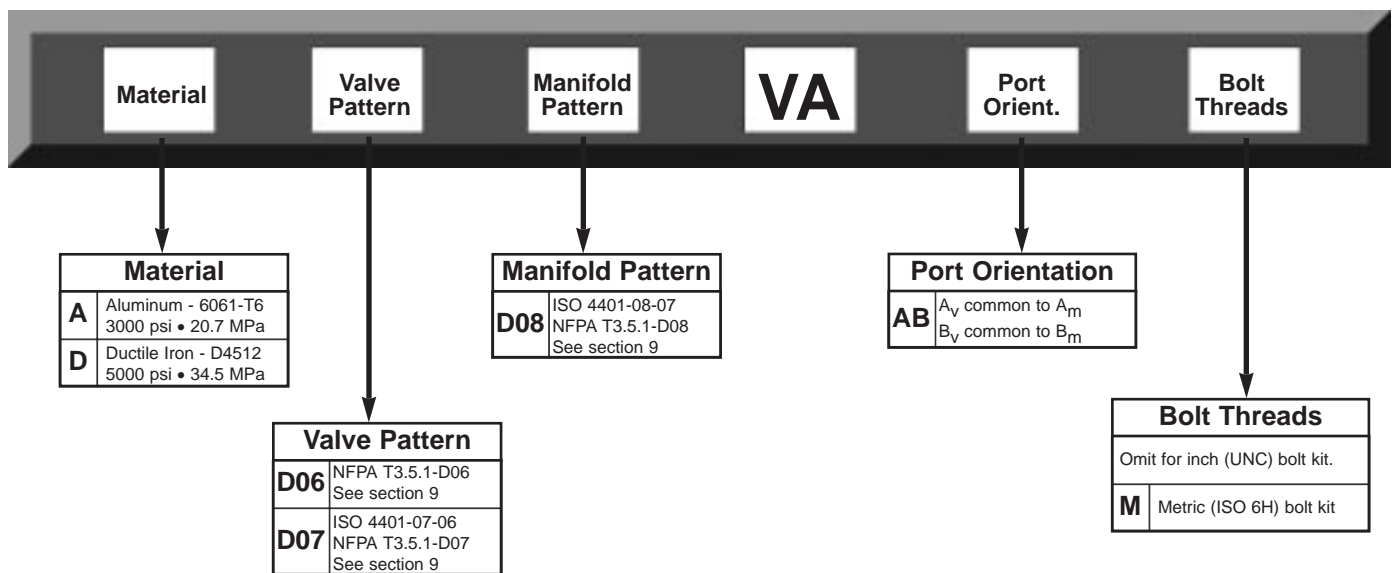 Material
Valve
Pattern
Manifold
Pattern
VA
Port
Orient.
Bolt
Threads
Material
A
Aluminum - 6061-T6
3000 psi • 20.7 MPa
D
Ductile Iron - D4512
5000 psi • 34.5 MPa
Valve Pattern
D06
NFPA T3.5.1-D06
See section 9
D07
ISO 4401-07-06
NFPA T3.5.1-D07
See section 9
Manifold Pattern
D08
ISO 4401-08-07
NFPA T3.5.1-D08
See section 9
Port Orientation
AB
Av common to Am
Bv common to Bm
Bolt Threads
Omit for inch (UNC) bolt kit.
M
Metric (ISO 6H) bolt kit